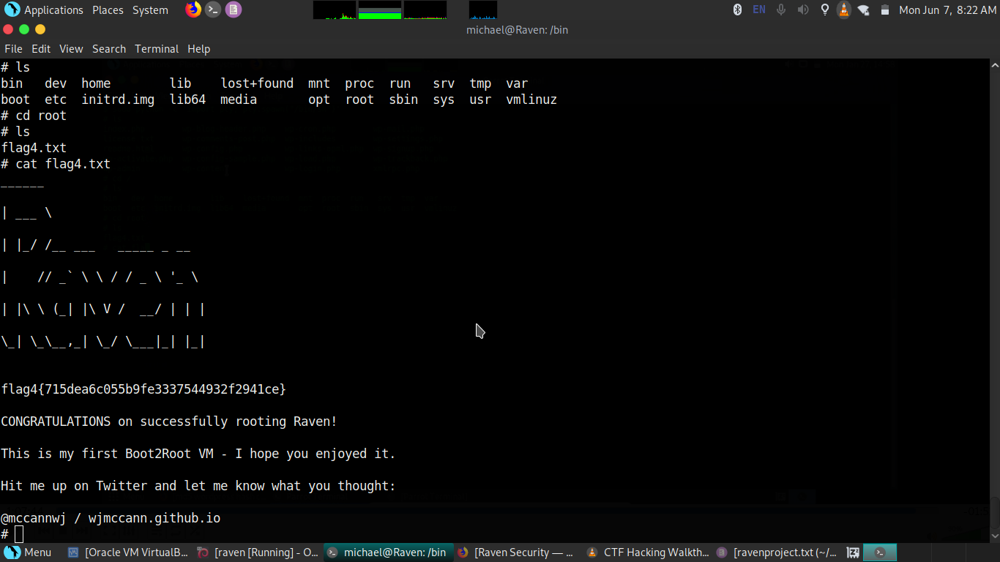 Applications Places System EN Mon Jun 7, 8:22 AM
michael@Raven: /bin
File Edit View Search Terminal Help
# ls
bin   dev  home        lib    lost+found  mnt  proc  run   srv  tmp  var
boot  etc  initrd.img  lib64  media       opt  root  sbin  sys  usr  vmlinuz
# cd root
# ls
flag4.txt
# cat flag4.txt
______
| ___ \
| |_/ /__ ___   _____ _ __
|    // _` \ \ / / _ \ '_ \
| |\ \ (_| |\ V /  __/ | | |
\_| \_\__,_| \_/ \___|_| |_|
flag4{715dea6c055b9fe3337544932f2941ce}
CONGRATULATIONS on successfully rooting Raven!
This is my first Boot2Root VM - I hope you enjoyed it.
Hit me up on Twitter and let me know what you thought:
@mccannwj / wjmccann.github.io
#
Menu [Oracle VM VirtualB... [raven [Running] - O... michael@Raven: /bin [Raven Security — ... CTF Hacking Walkth... [ravenproject.txt (~/...